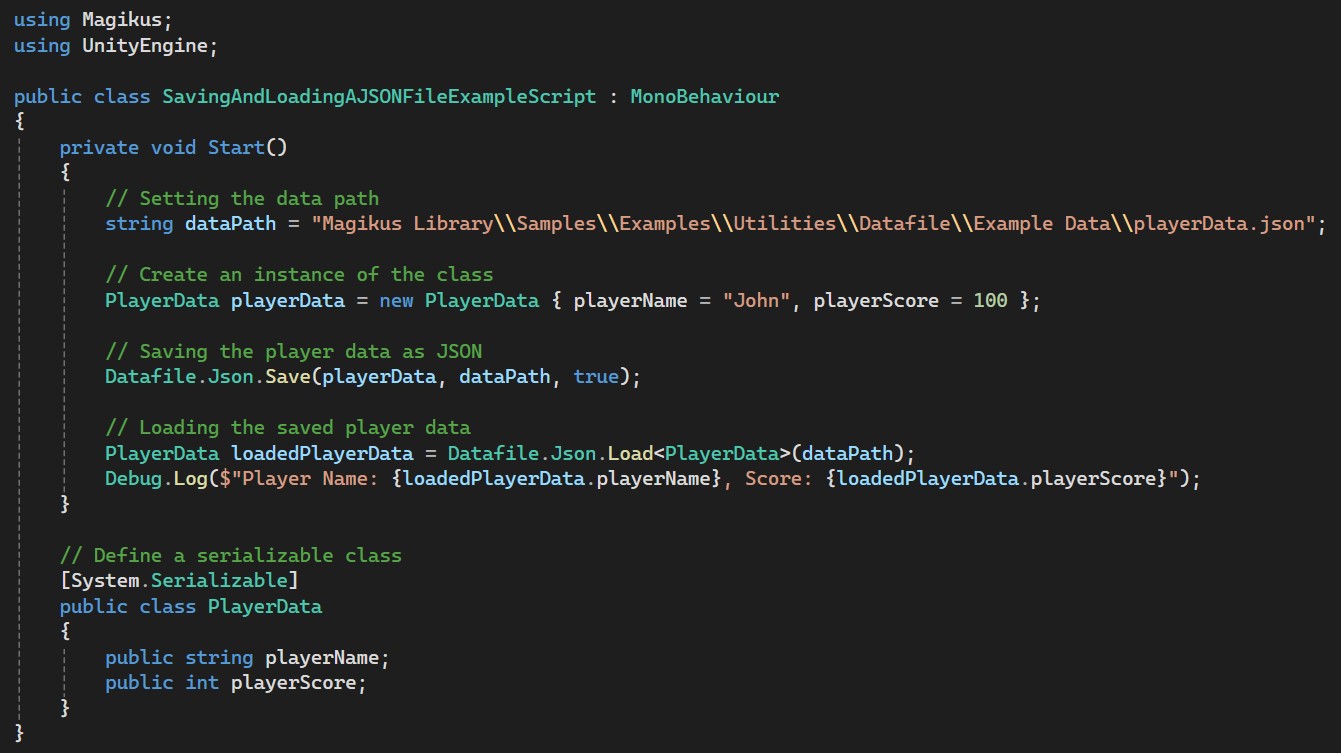 using Magikus;
using UnityEngine;

public class SavingAndLoadingAJSONFileExampleScript : MonoBehaviour
{
    private void Start()
    {
        // Setting the data path
        string dataPath = "Magikus Library\\Samples\\Examples\\Utilities\\Datafile\\Example Data\\playerData.json";

        // Create an instance of the class
        PlayerData playerData = new PlayerData { playerName = "John", playerScore = 100 };

        // Saving the player data as JSON
        Datafile.Json.Save(playerData, dataPath, true);

        // Loading the saved player data
        PlayerData loadedPlayerData = Datafile.Json.Load<PlayerData>(dataPath);
        Debug.Log($"Player Name: {loadedPlayerData.playerName}, Score: {loadedPlayerData.playerScore}");
    }

    // Define a serializable class
    [System.Serializable]
    public class PlayerData
    {
        public string playerName;
        public int playerScore;
    }
}